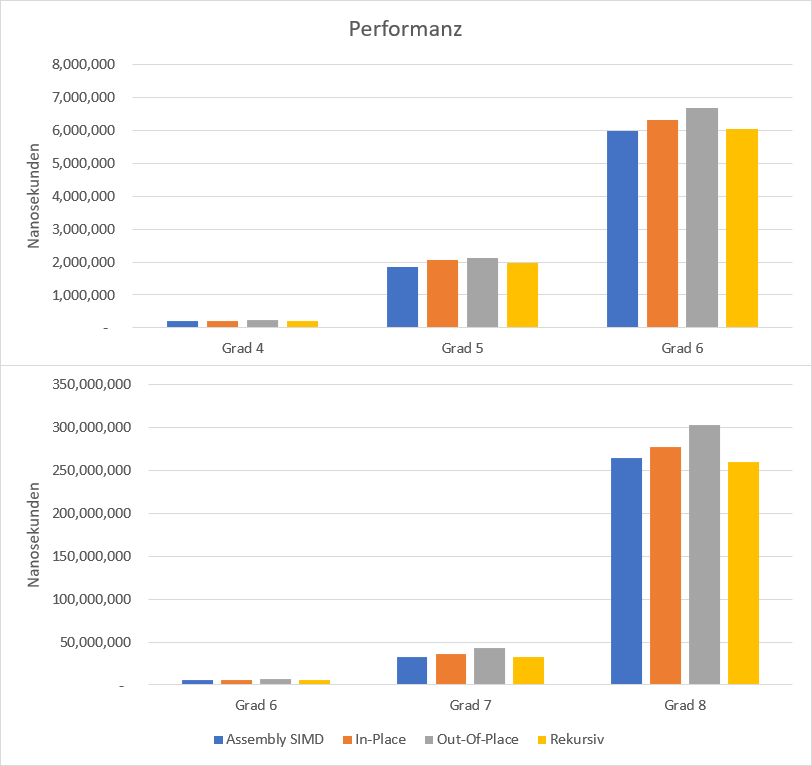 Performanz
8,000,000
7,000,000
6,000,000
5,000,000
4,000,000
3,000,000
2,000,000
1,000,000
-
Nanosekunden
Grad 4 Grad 5 Grad 6
350,000,000
300,000,000
250,000,000
200,000,000
150,000,000
100,000,000
50,000,000
-
Nanosekunden
Grad 6 Grad 7 Grad 8
Assembly SIMD In-Place Out-Of-Place Rekursiv